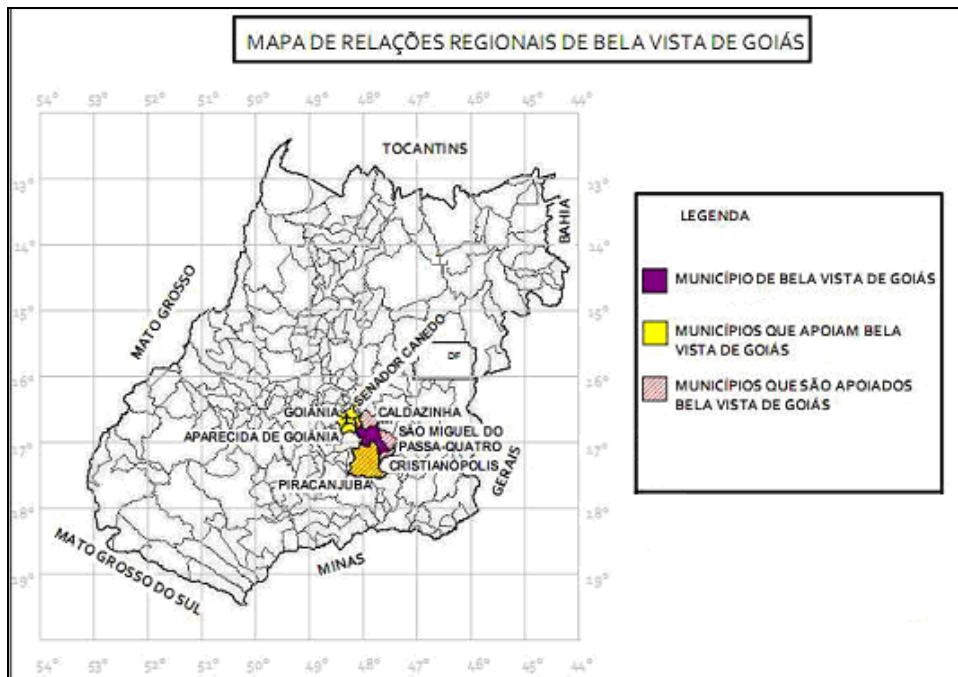 MAPA DE RELAÇÕES REGIONAIS DE BELA VISTA DE GOIÁS
54° 53° 52° 51° 50° 49° 48° 47° 46° 45° 44°
TOCANTINS
13° 13°
BAHIA
14° 14°
MATO GROSSO
15° 15°
DF
16° 16°
SENADOR CANEDO
GOIÂNIA
CALDAZINHA
APARECIDA DE GOIÂNIA
SÃO MIGUEL DO
PASSA-QUATRO
17° 17°
CRISTIANÓPOLIS
PIRACANJUBA
GERAIS
18° 18°
MINAS
MATO GROSSO DO SUL
19° 19°
54° 53° 52° 51° 50° 49° 48° 47° 46° 45° 44°
LEGENDA
MUNICÍPIO DE BELA VISTA DE GOIÁS
MUNICÍPIOS QUE APOIAM BELA
VISTA DE GOIÁS
MUNICÍPIOS QUE SÃO APOIADOS
BELA VISTA DE GOIÁS